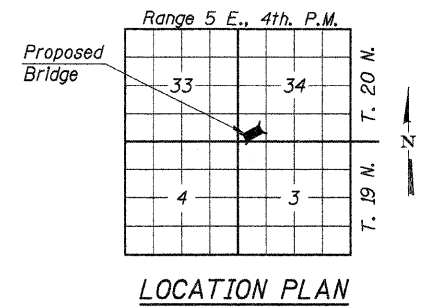 Range 5 E., 4th. P.M.
Proposed
Bridge
33
34
T. 20 N.
N
4
3
T. 19 N.
LOCATION PLAN